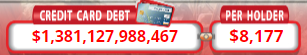 CREDIT CARD DEBT PER HOLDER
$1,381,127,988,467 $8,177